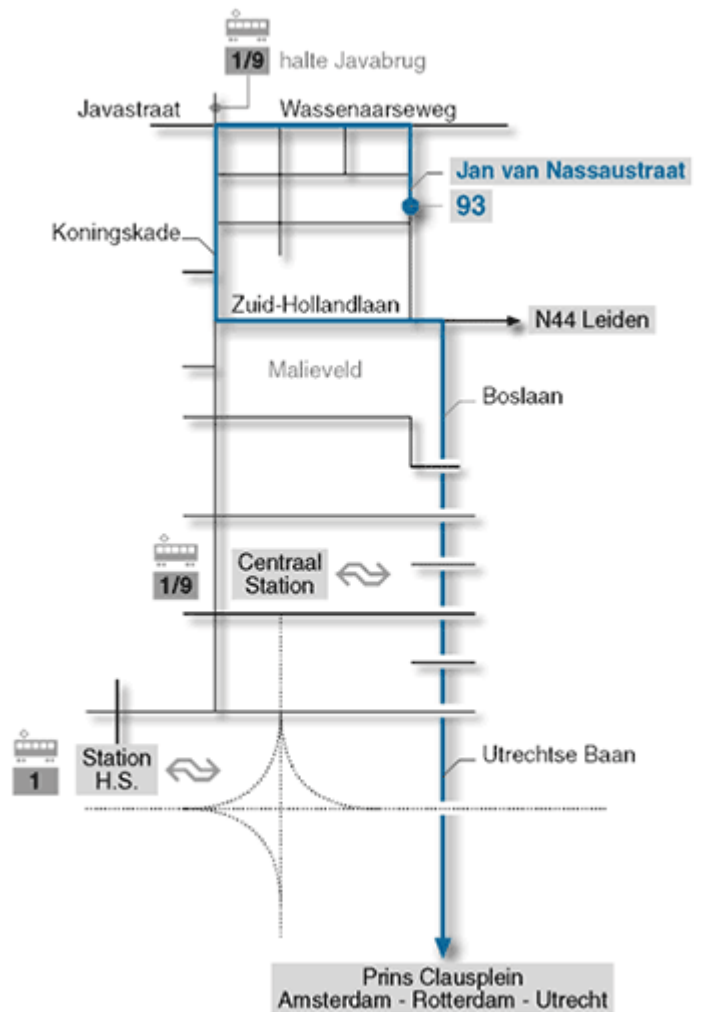 1/9 halte Javabrug
Javastraat
Wassenaarseweg
Jan van Nassaustraat
93
Koningskade
Zuid-Hollandlaan
N44 Leiden
Malieveld
Boslaan
1/9
Centraal
Station
1
Station
H.S.
Utrechtse Baan
Prins Clausplein
Amsterdam - Rotterdam - Utrecht